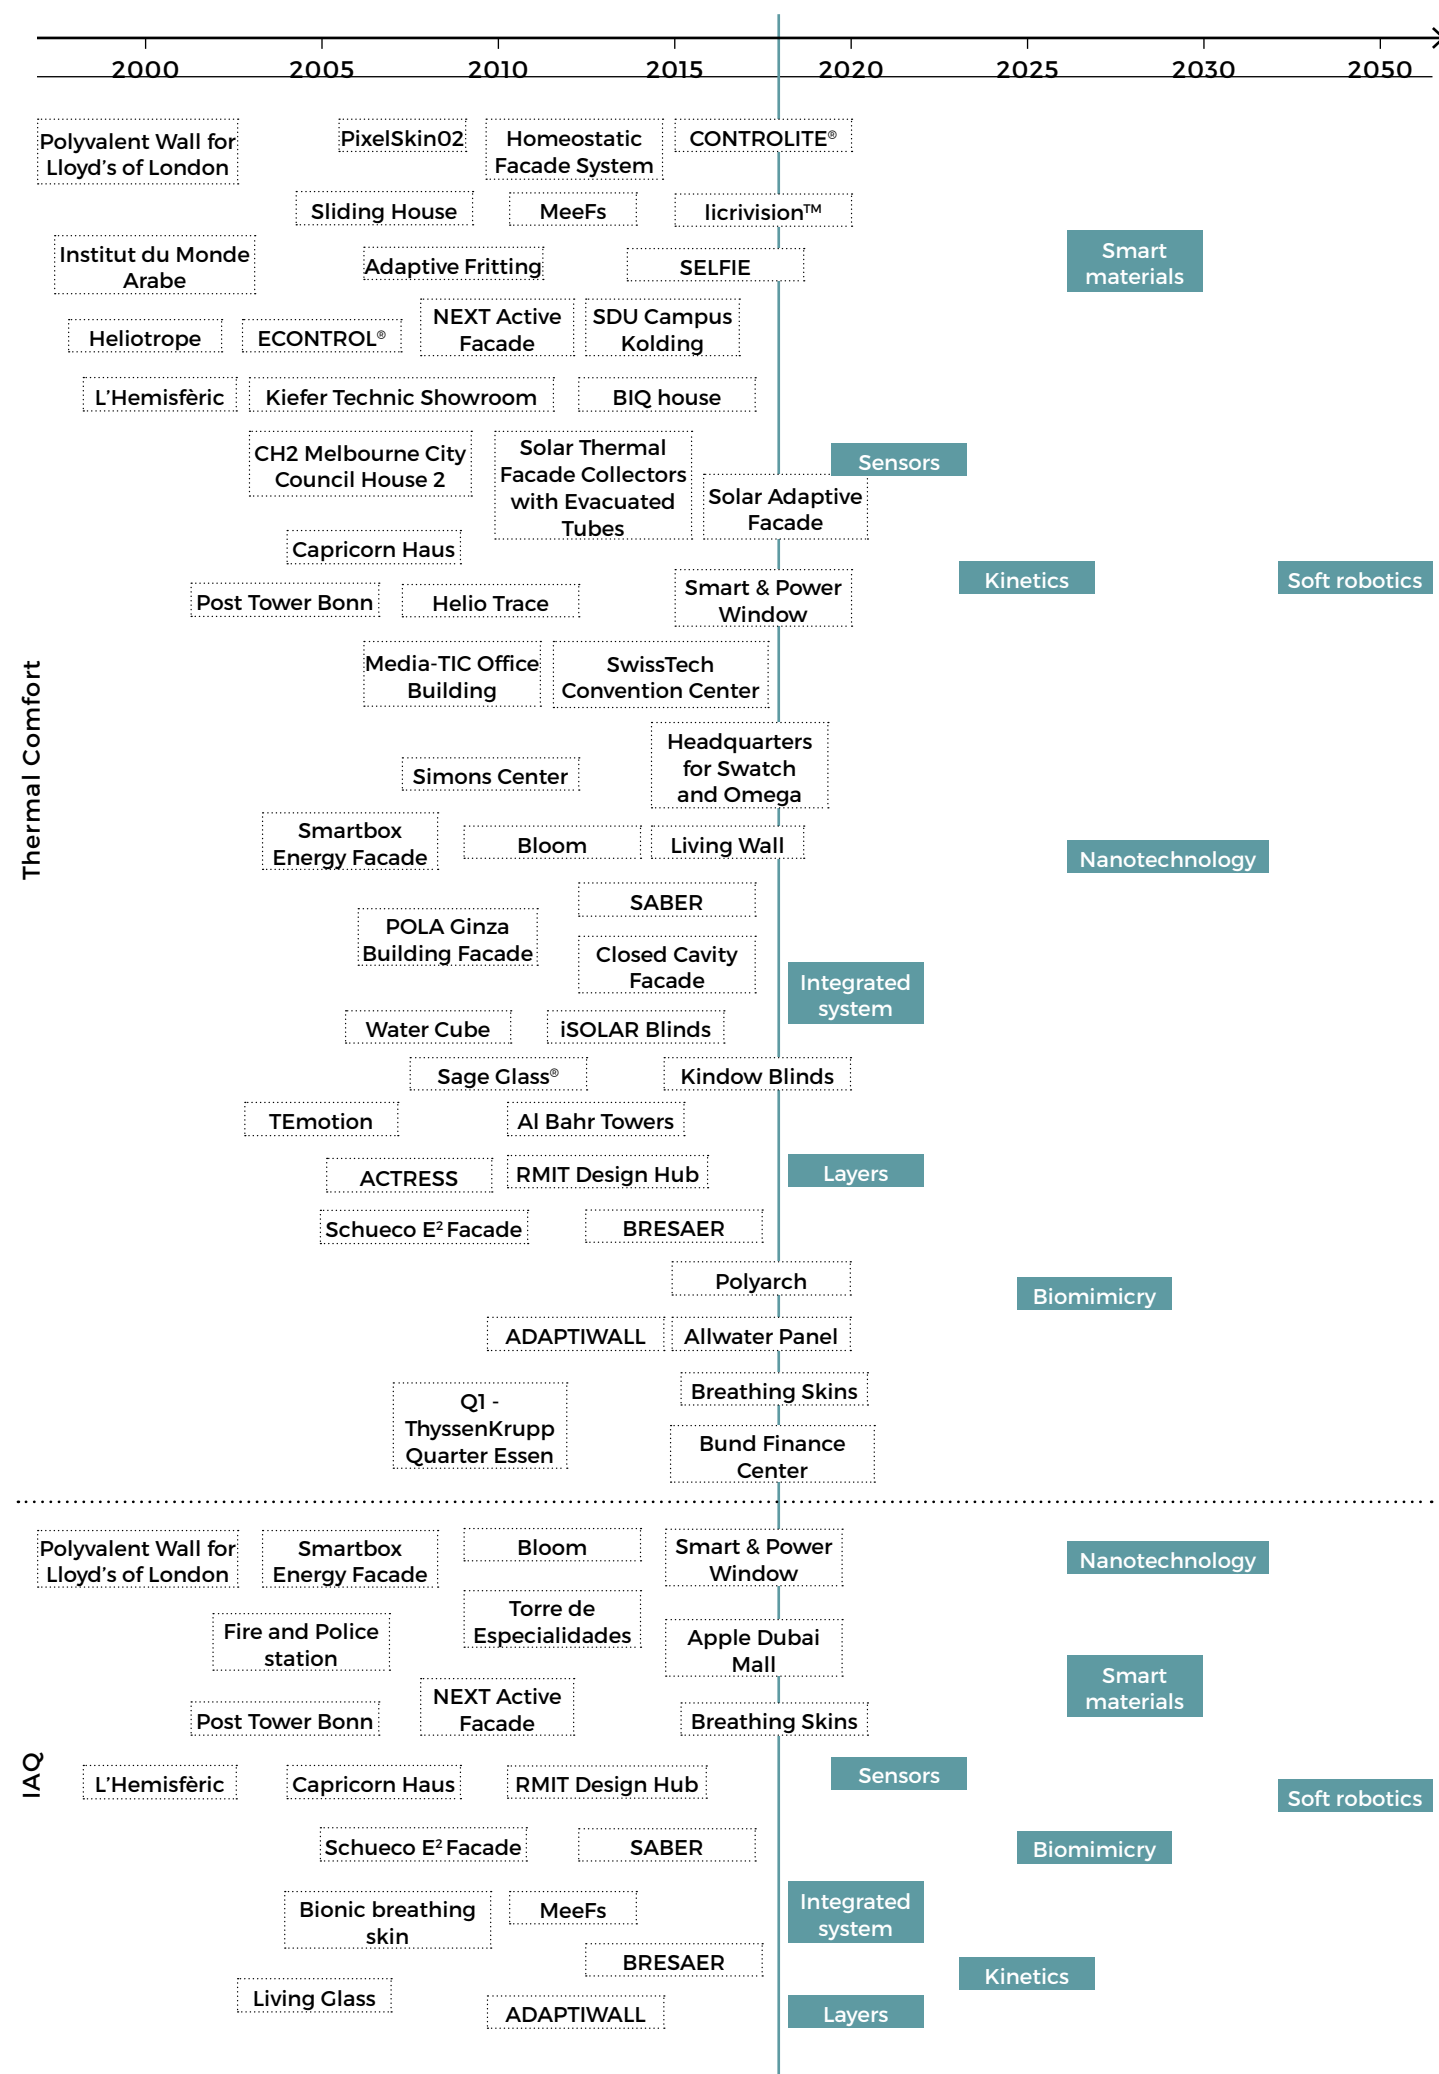 2000 2005 2010 2015 2020 2025 2030 2050
Polyvalent Wall for
Lloyd's of London
PixelSkin02
Homeostatic
Facade System
CONTROLITE®
Sliding House
MeeFs
licrivision™
Institut du Monde
Arabe
Adaptive Fritting
SELFIE
Smart
materials
Heliotrope
ECONTROL®
NEXT Active
Facade
SDU Campus
Kolding
L'Hemisfèric
Kiefer Technic Showroom
BIQ house
CH2 Melbourne City
Council House 2
Solar Thermal
Facade Collectors
with Evacuated
Tubes
Sensors
Solar Adaptive
Facade
Capricorn Haus
Kinetics
Soft robotics
Post Tower Bonn
Helio Trace
Smart & Power
Window
Media-TIC Office
Building
SwissTech
Convention Center
Thermal Comfort
Headquarters
for Swatch
and Omega
Simons Center
Smartbox
Energy Facade
Bloom
Living Wall
Nanotechnology
SABER
POLA Ginza
Building Facade
Closed Cavity
Facade
Integrated
system
Water Cube
iSOLAR Blinds
Sage Glass®
Kindow Blinds
TEmotion
Al Bahr Towers
ACTRESS
RMIT Design Hub
Layers
Schueco E² Facade
BRESAER
Polyarch
Biomimicry
ADAPTIWALL
Allwater Panel
Breathing Skins
Q1 -
ThyssenKrupp
Quarter Essen
Bund Finance
Center
Polyvalent Wall for
Lloyd's of London
Smartbox
Energy Facade
Bloom
Smart & Power
Window
Nanotechnology
Fire and Police
station
Torre de
Especialidades
Apple Dubai
Mall
Smart
materials
Post Tower Bonn
NEXT Active
Facade
Breathing Skins
IAQ
L'Hemisfèric
Capricorn Haus
RMIT Design Hub
Sensors
Soft robotics
Schueco E² Facade
SABER
Biomimicry
Bionic breathing
skin
MeeFs
Integrated
system
BRESAER
Kinetics
Living Glass
ADAPTIWALL
Layers